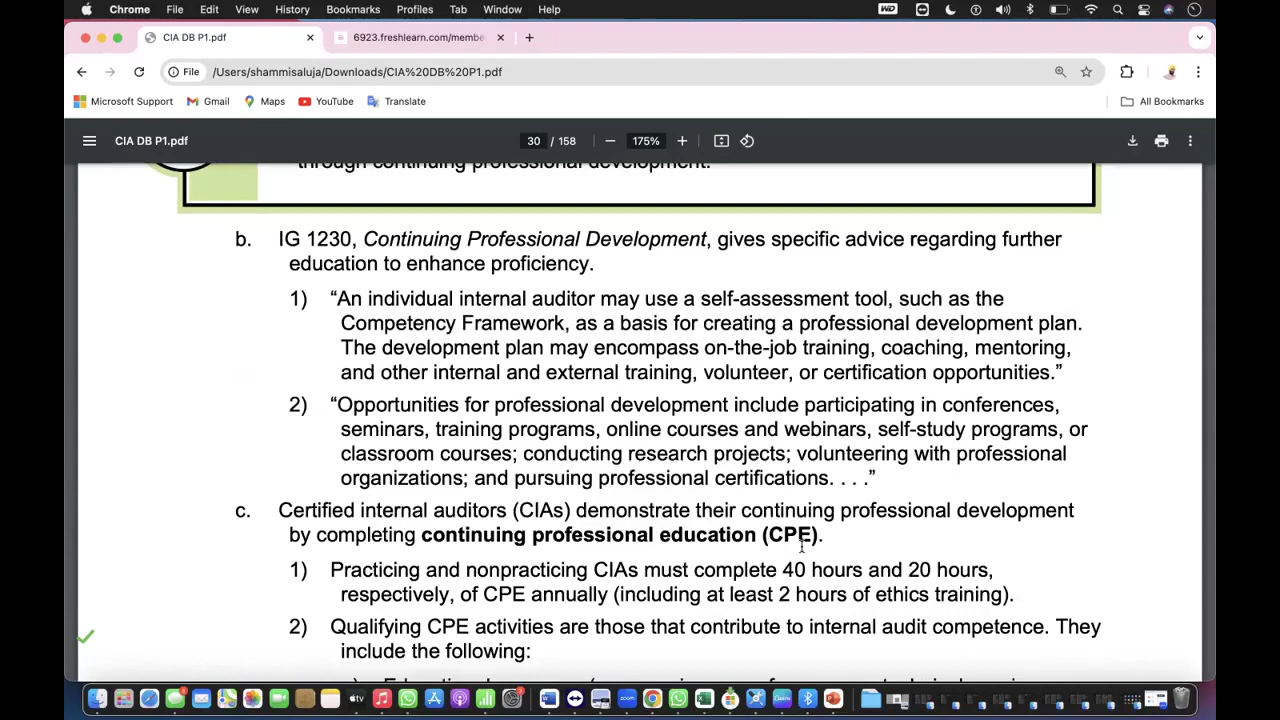 Chrome File Edit View History Bookmarks Profiles Tab Window Help
CIA DB P1.pdf 6923.freshlearn.com/membe
File /Users/shammisaluja/Downloads/CIA%20DB%20P1.pdf
Microsoft Support Gmail Maps YouTube Translate All Bookmarks
CIA DB P1.pdf 30 / 158 175%
through continuing professional development.
b. IG 1230, Continuing Professional Development, gives specific advice regarding further
education to enhance proficiency.
1) “An individual internal auditor may use a self-assessment tool, such as the
Competency Framework, as a basis for creating a professional development plan.
The development plan may encompass on-the-job training, coaching, mentoring,
and other internal and external training, volunteer, or certification opportunities.”
2) “Opportunities for professional development include participating in conferences,
seminars, training programs, online courses and webinars, self-study programs, or
classroom courses; conducting research projects; volunteering with professional
organizations; and pursuing professional certifications. . . .”
c. Certified internal auditors (CIAs) demonstrate their continuing professional development
by completing continuing professional education (CPE).
1) Practicing and nonpracticing CIAs must complete 40 hours and 20 hours,
respectively, of CPE annually (including at least 2 hours of ethics training).
2) Qualifying CPE activities are those that contribute to internal audit competence. They
include the following: